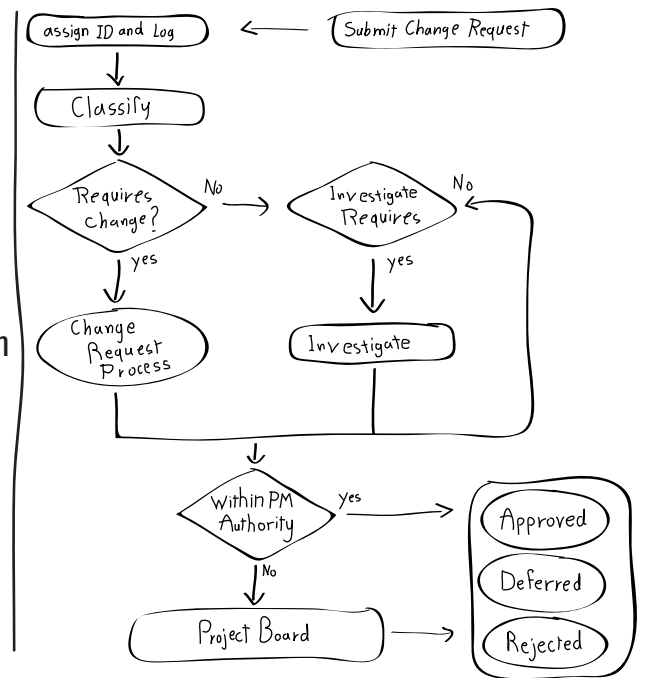 assign ID and Log
Submit Change Request
Classify
Requires
change?
No
Investigate
Requires
No
yes
yes
Change
Request
Process
Investigate
n
Within PM
Authority
yes
Approved
No
Deferred
Project Board
Rejected